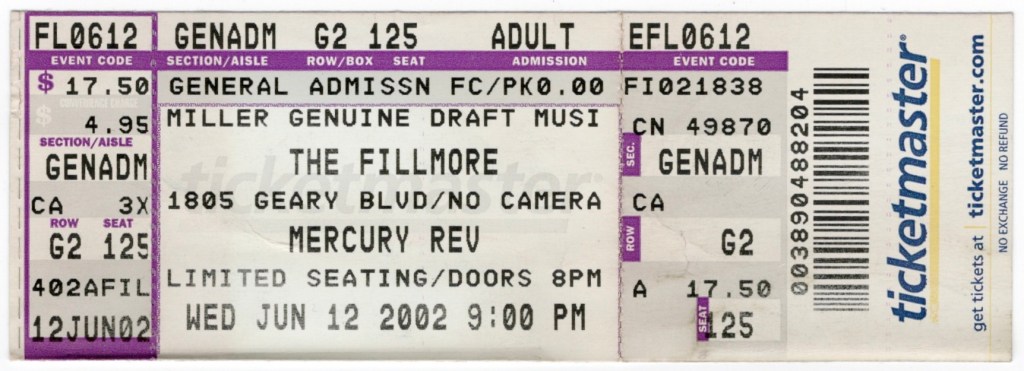 FL0612 GENADM G2 125 ADULT EFL0612
EVENT CODE SECTION/AISLE ROW/BOX SEAT ADMISSION EVENT CODE
$ 17.50 GENERAL ADMISSN FC/PK0.00 FI021838
CONVENIENCE CHARGE
$ 4.95 MILLER GENUINE DRAFT MUSI CN 49870
SECTION/AISLE
GENADM THE FILLMORE SEC. GENADM
CA 3X 1805 GEARY BLVD/NO CAMERA CA
ROW SEAT
G2 125 MERCURY REV ROW G2
402AFIL LIMITED SEATING/DOORS 8PM A 17.50
12JUN02 WED JUN 12 2002 9:00 PM SEAT 125
ticketmaster
003890488204
ticketmaster
get tickets at ticketmaster.com
NO EXCHANGE NO REFUND